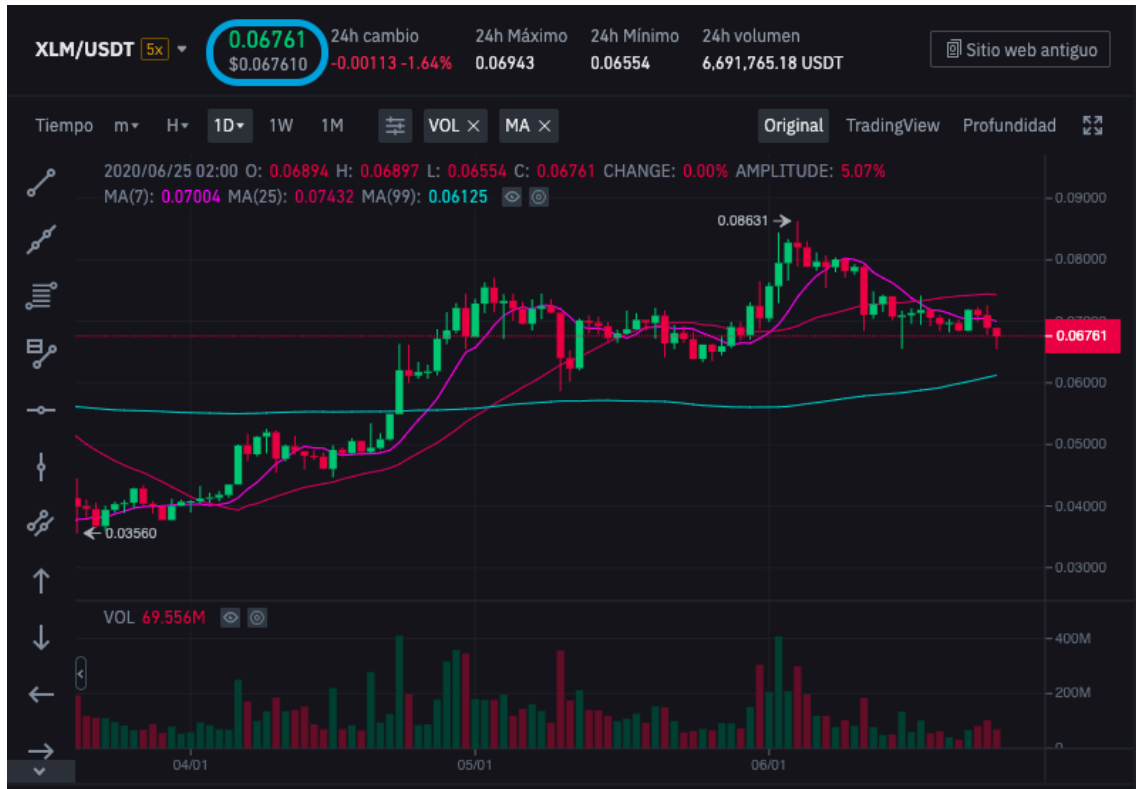 XLM/USDT 5x
0.06761
$0.067610
24h cambio
-0.00113 -1.64%
24h Máximo
0.06943
24h Mínimo
0.06554
24h volumen
6,691,765.18 USDT
Sitio web antiguo
Tiempo m H 1D 1W 1M VOL × MA × Original TradingView Profundidad
2020/06/25 02:00 O: 0.06894 H: 0.06897 L: 0.06554 C: 0.06761 CHANGE: 0.00% AMPLITUDE: 5.07%
MA(7): 0.07004 MA(25): 0.07432 MA(99): 0.06125
0.09000
0.08631
0.08000
0.07000
0.06761
0.06000
0.05000
0.04000
0.03560
0.03000
VOL 69.556M
400M
200M
0
04/01 05/01 06/01